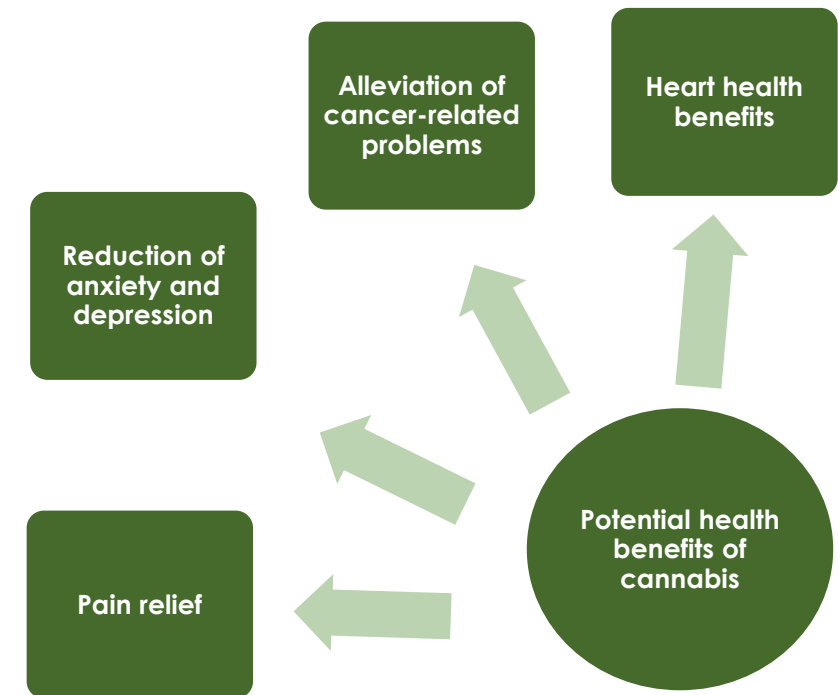 Alleviation of
cancer-related
problems
Heart health
benefits
Reduction of
anxiety and
depression
Potential health
benefits of
cannabis
Pain relief